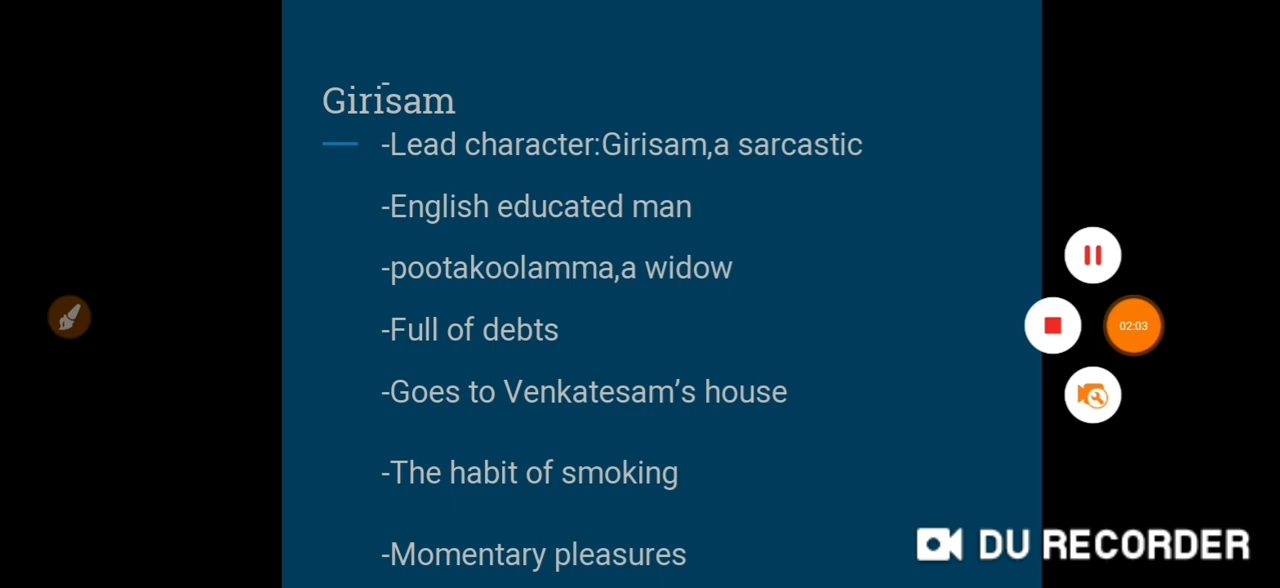 -
Girisam
-Lead character:Girisam,a sarcastic
-English educated man
-pootakoolamma,a widow
-Full of debts
-Goes to Venkatesam’s house
-The habit of smoking
-Momentary pleasures
02:03
DU RECORDER